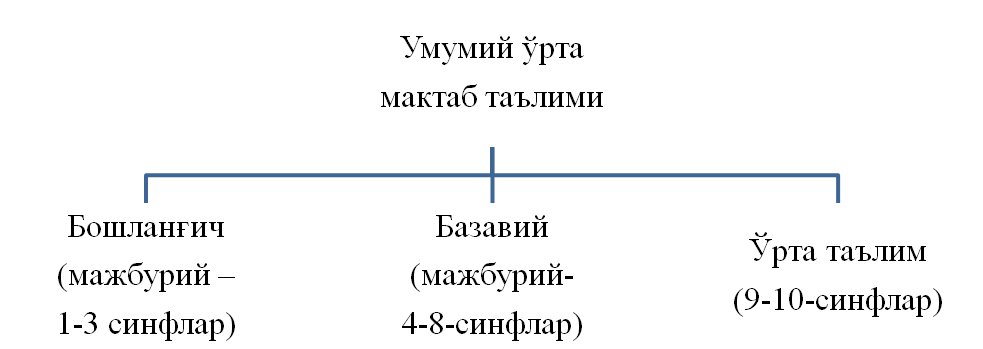 Умумий ўрта
мактаб таълими
Бошланғич
(мажбурий –
1-3 синфлар)
Базавий
(мажбурий-
4-8-синфлар)
Ўрта таълим
(9-10-синфлар)